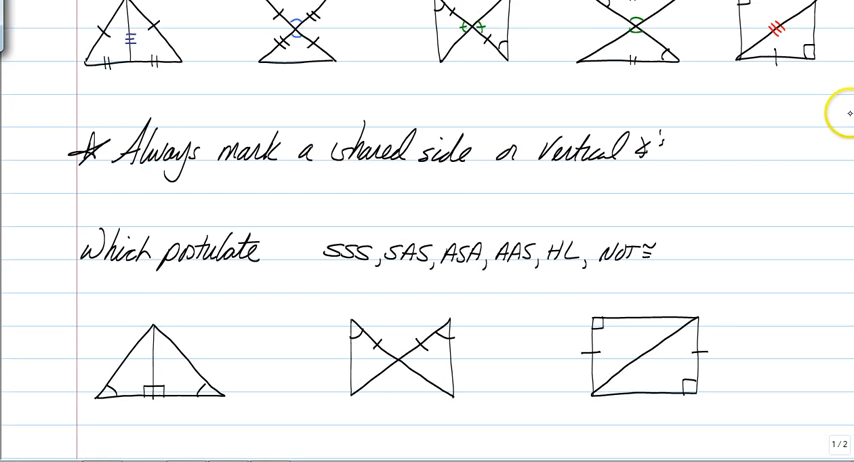 * Always mark a shared side or vertical ∡'s
Which postulate SSS, SAS, ASA, AAS, HL, NOT ≅
1 / 2